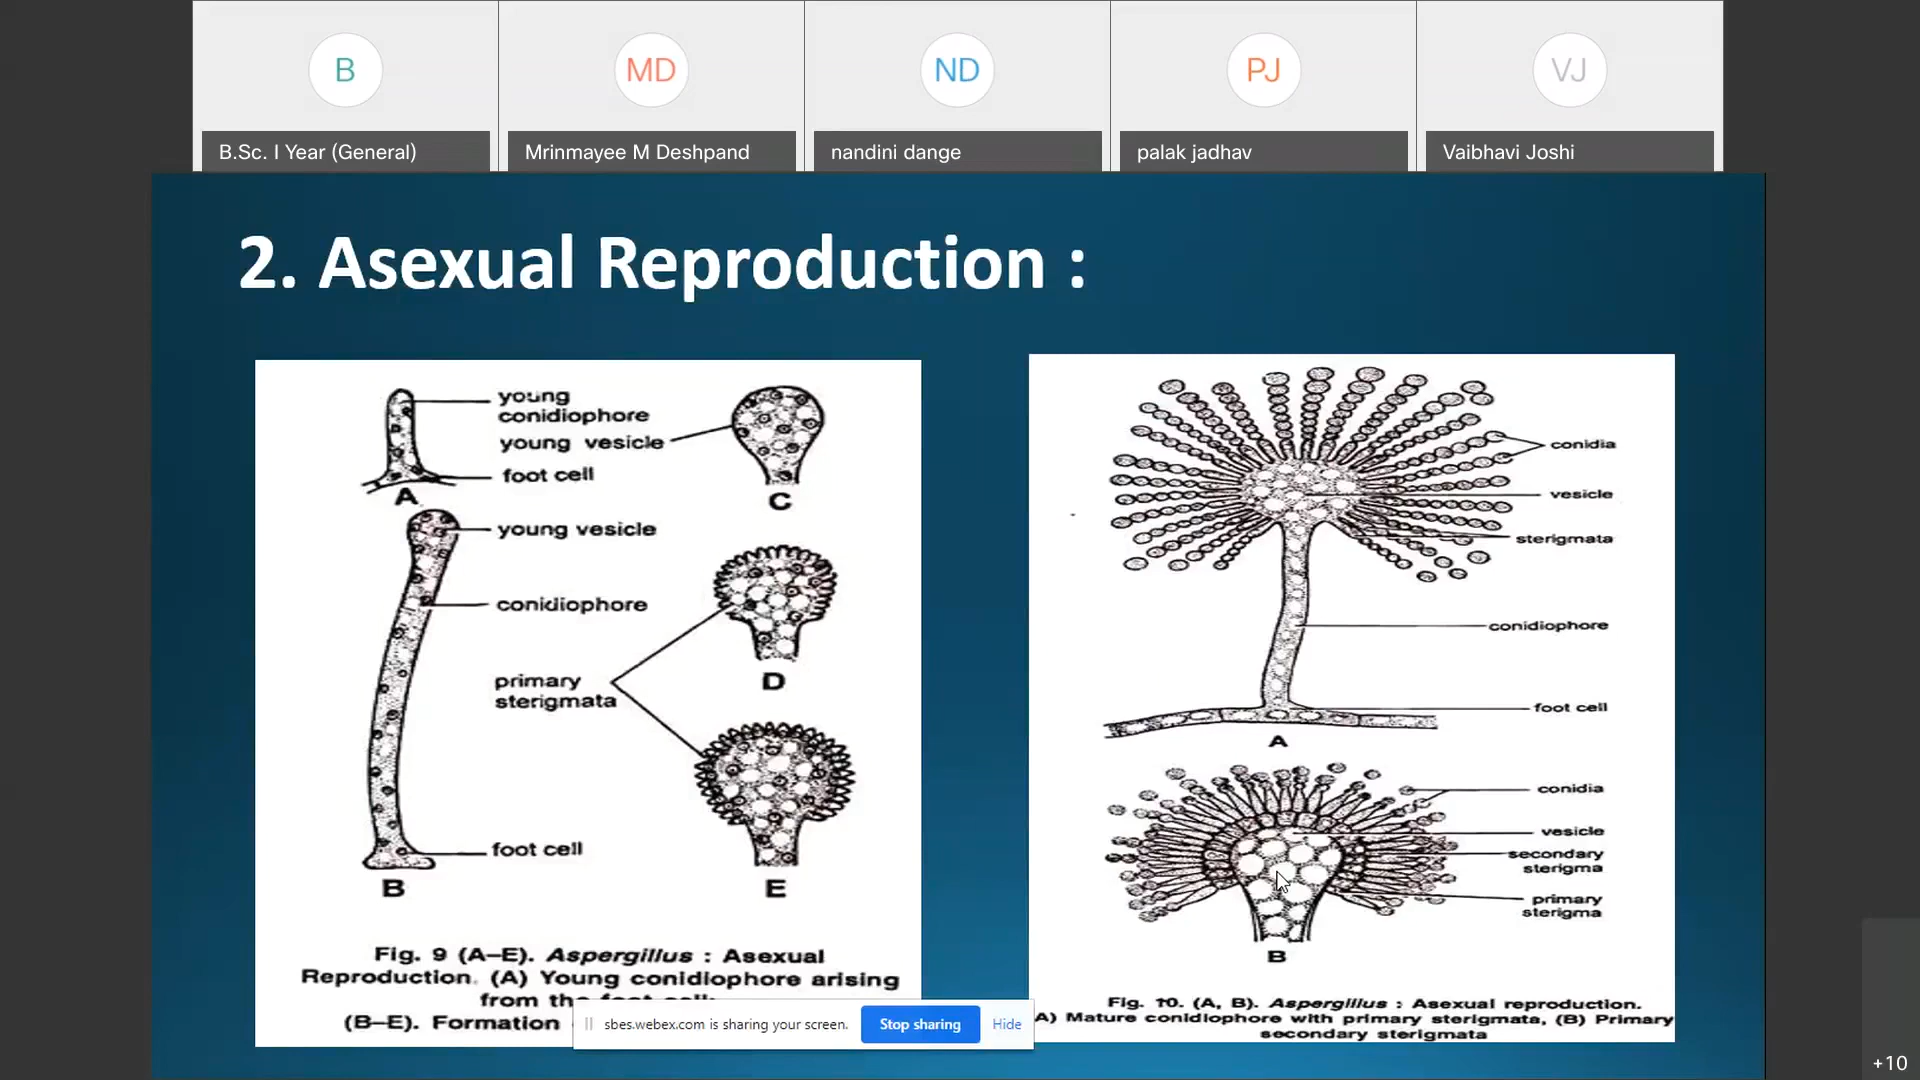 B
MD
ND
PJ
VJ
B.Sc. I Year (General)
Mrinmayee M Deshpand
nandini dange
palak jadhav
Vaibhavi Joshi
2. Asexual Reproduction :
young
conidiophore
young vesicle
foot cell
A
C
young vesicle
conidiophore
primary
sterigmata
D
foot cell
B
E
Fig. 9 (A–E). Aspergillus : Asexual
Reproduction. (A) Young conidiophore arising
from the foot cell;
(B–E). Formation
conidia
vesicle
sterigmata
conidiophore
foot cell
A
conidia
vesicle
secondary
sterigma
primary
sterigma
B
Fig. 10. (A, B). Aspergillus : Asexual reproduction.
A) Mature conidiophore with primary sterigmata, (B) Primary
secondary sterigmata
sbes.webex.com is sharing your screen.
Stop sharing
Hide
+10